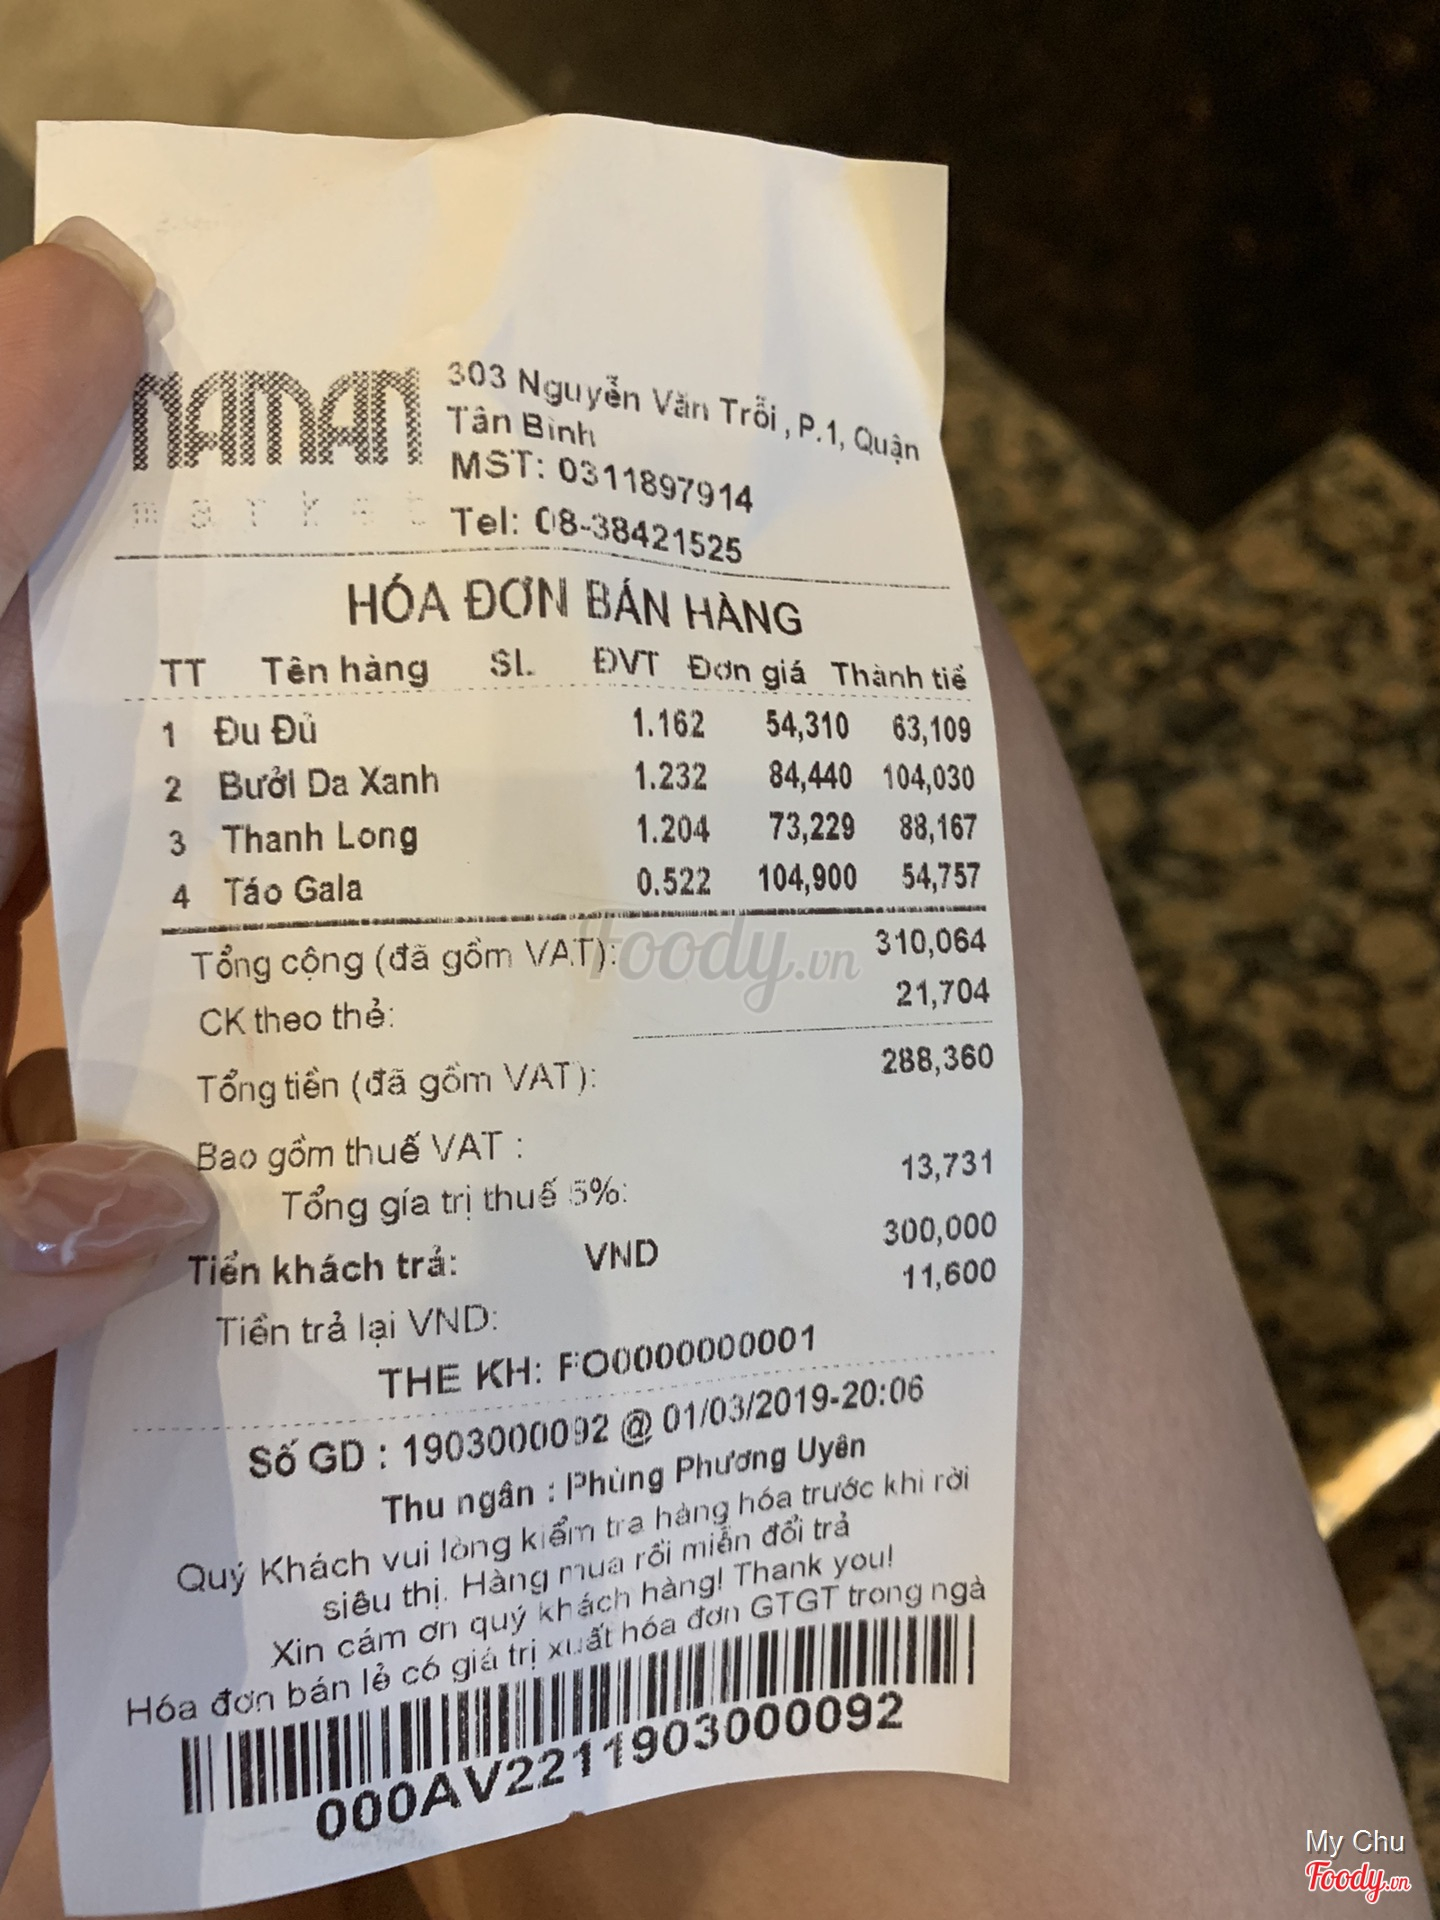 NAMAN
market
303 Nguyễn Văn Trỗi , P.1, Quận
Tân Bình
MST: 0311897914
Tel: 08-38421525
HÓA ĐƠN BÁN HÀNG
TT Tên hàng SL ĐVT Đơn giá Thành tiề
1 Đu Đủ 1.162 54,310 63,109
2 Bưởi Da Xanh 1.232 84,440 104,030
3 Thanh Long 1.204 73,229 88,167
4 Táo Gala 0.522 104,900 54,757
Tổng cộng (đã gồm VAT): 310,064
CK theo thẻ: 21,704
Tổng tiền (đã gồm VAT): 288,360
Bao gồm thuế VAT :
Tổng gía trị thuế 5%: 13,731
Tiền khách trả: VND 300,000
Tiền trả lại VND: 11,600
THE KH: FO0000000001
Số GD : 1903000092 @ 01/03/2019-20:06
Thu ngân : Phùng Phương Uyên
Quý Khách vui lòng kiểm tra hàng hóa trước khi rời
siêu thị. Hàng mua rồi miễn đổi trả
Xin cám ơn quý khách hàng! Thank you!
Hóa đơn bán lẻ có giá trị xuất hóa đơn GTGT trong ngà
000AV2211903000092
Foody.vn
My Chu
Foody.vn